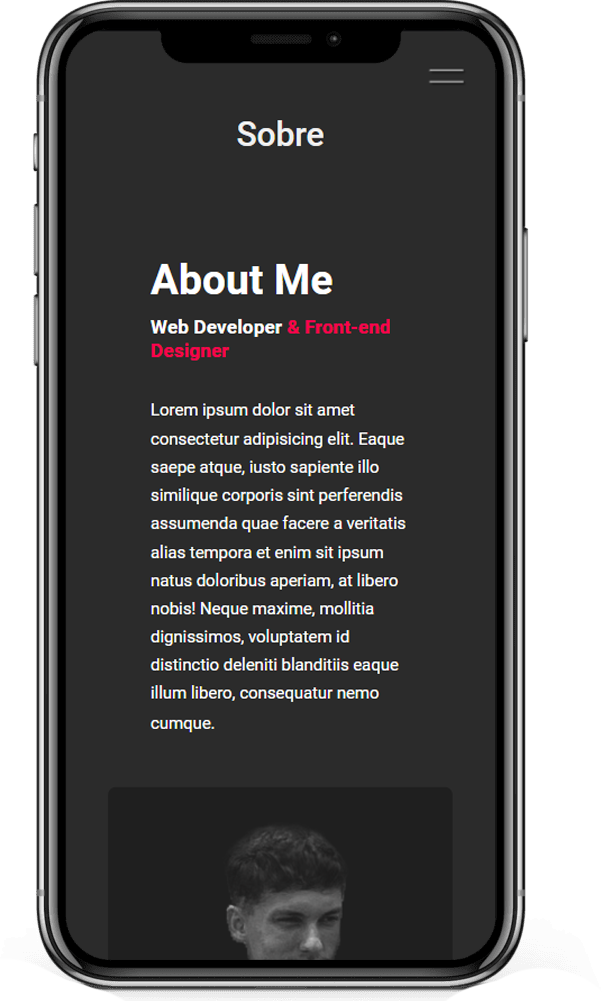 Sobre
About Me
Web Developer & Front-end
Designer
Lorem ipsum dolor sit amet
consectetur adipisicing elit. Eaque
saepe atque, iusto sapiente illo
similique corporis sint perferendis
assumenda quae facere a veritatis
alias tempora et enim sit ipsum
natus doloribus aperiam, at libero
nobis! Neque maxime, mollitia
dignissimos, voluptatem id
distinctio deleniti blanditiis eaque
illum libero, consequatur nemo
cumque.